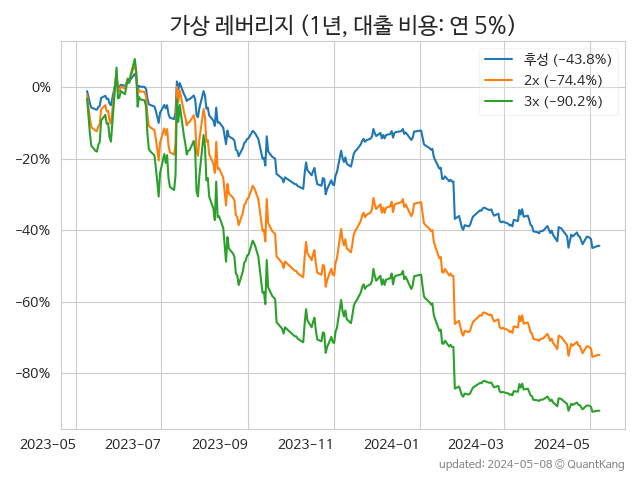 가상 레버리지 (1년, 대출 비용: 연 5%)
후성 (−43.8%)
2x (−74.4%)
3x (−90.2%)
0%
−20%
−40%
−60%
−80%
2023-05 2023-07 2023-09 2023-11 2024-01 2024-03 2024-05
updated: 2024-05-08 © QuantKang